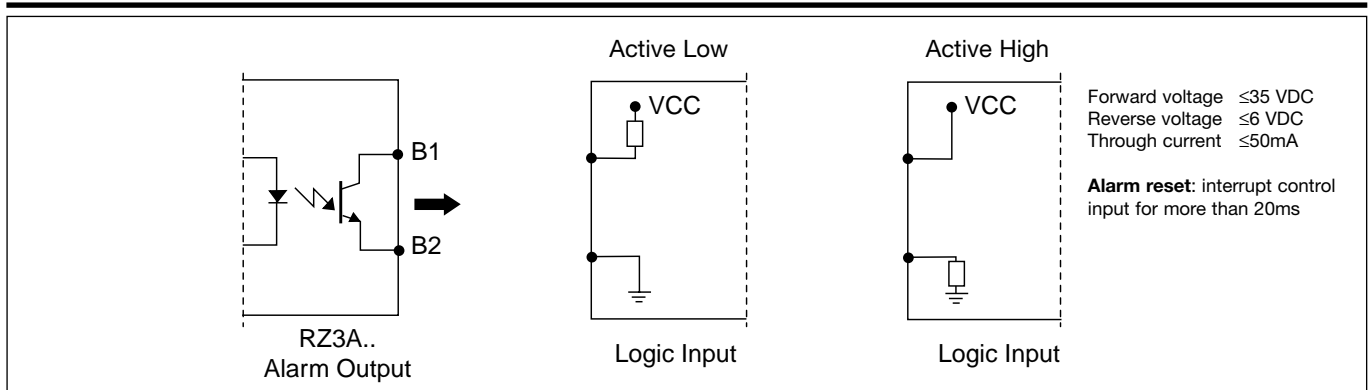 Active Low
Active High
VCC
VCC
Forward voltage ≤35 VDC
Reverse voltage ≤6 VDC
Through current ≤50mA
B1
Alarm reset: interrupt control
input for more than 20ms
B2
RZ3A..
Alarm Output
Logic Input
Logic Input